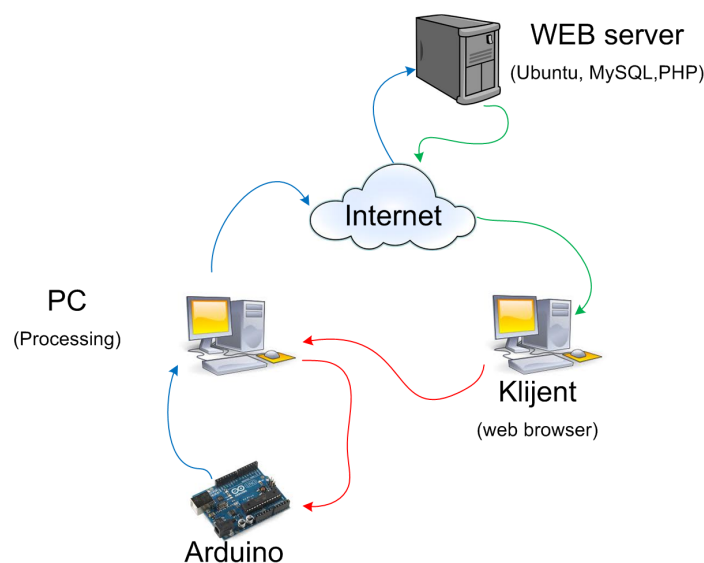 WEB server
(Ubuntu, MySQL,PHP)
Internet
PC
(Processing)
Klijent
(web browser)
Arduino